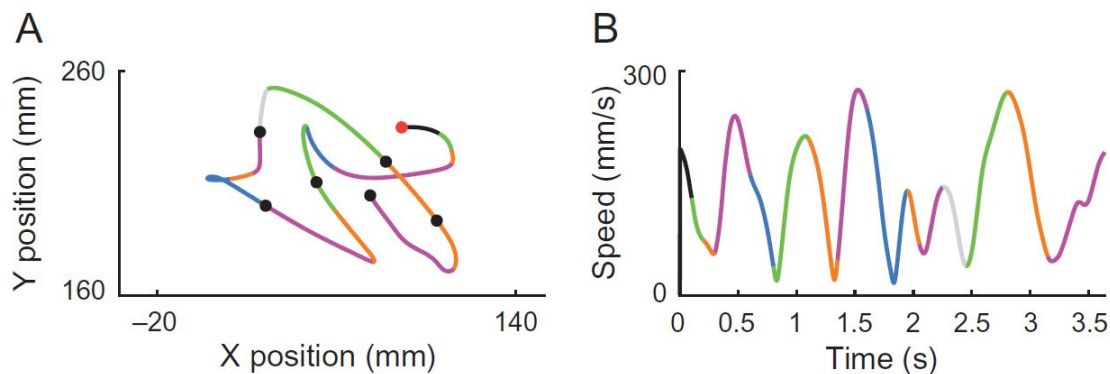 A
260
Y position (mm)
160
–20
140
X position (mm)
B
300
Speed (mm/s)
0
0 0.5 1 1.5 2 2.5 3 3.5
Time (s)